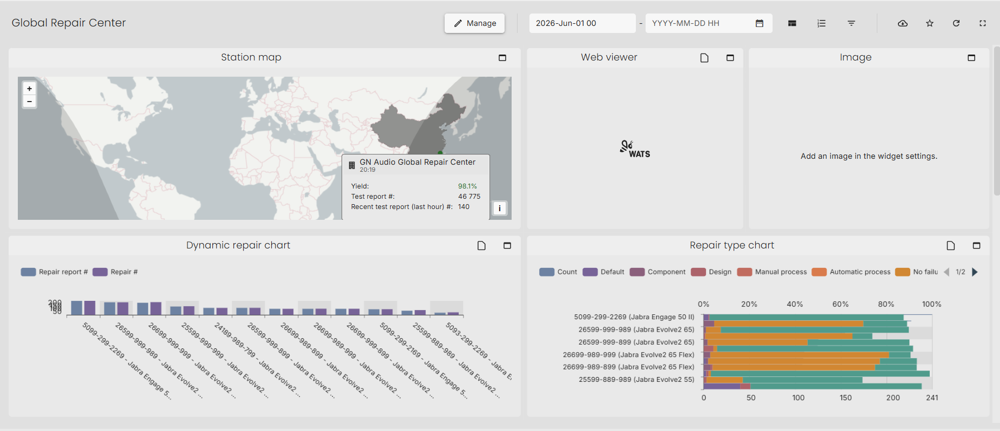 Global Repair Center
Manage
2026-Jun-01 00
-
YYYY-MM-DD HH
Station map
+
−
GN Audio Global Repair Center
20:19
Yield: 98.1%
Test report #: 46 775
Recent test report (last hour) #: 140
i
Web viewer
WATS
Image
Add an image in the widget settings.
Dynamic repair chart
Repair report #
Repair #
200
50
5099-299-2269 - Jabra Engage 5...
26599-999-989 - Jabra Evolve2 ...
26699-999-999 - Jabra Evolve2 ...
25599-999-999 - Jabra Evolve2 ...
24189-989-799 - Jabra Evolve2 ...
26599-999-899 - Jabra Evolve2 ...
26699-989-899 - Jabra Evolve2 ...
26699-989-999 - Jabra Evolve2 ...
26699-999-899 - Jabra Evolve2 ...
5099-299-2169 - Jabra Engage 5...
25599-889-989 - Jabra Evolve2 ...
5093-299-2269 - Jabra E
Repair type chart
Count
Default
Component
Design
Manual process
Automatic process
No failu
1/2
0% 20% 40% 60% 80% 100%
5099-299-2269 (Jabra Engage 50 II)
26599-999-989 (Jabra Evolve2 65)
26599-999-899 (Jabra Evolve2 65)
26699-989-999 (Jabra Evolve2 65 Flex)
26699-989-899 (Jabra Evolve2 65 Flex)
25599-889-989 (Jabra Evolve2 55)
0 50 100 150 200 241